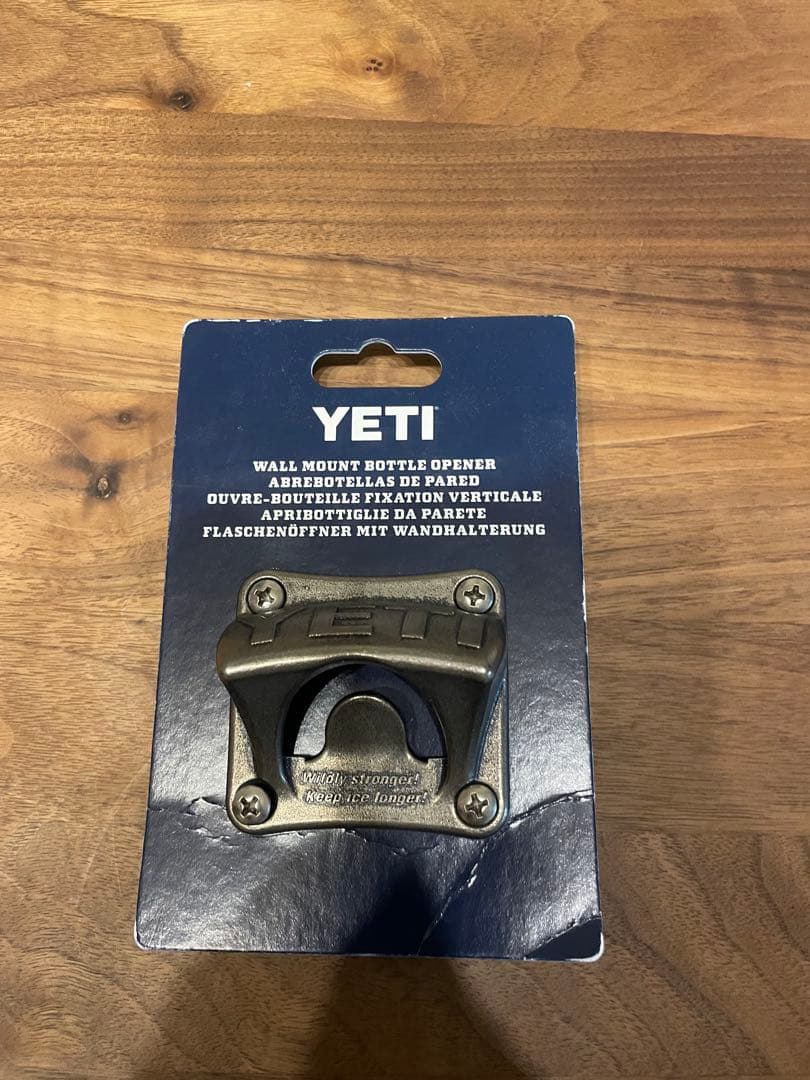 YETI
WALL MOUNT BOTTLE OPENER
ABREBOTELLAS DE PARED
OUVRE-BOUTEILLE FIXATION VERTICALE
APRIBOTTIGLIE DA PARETE
FLASCHENÖFFNER MIT WANDHALTERUNG
YETI
Wildly stronger!
Keep ice longer!